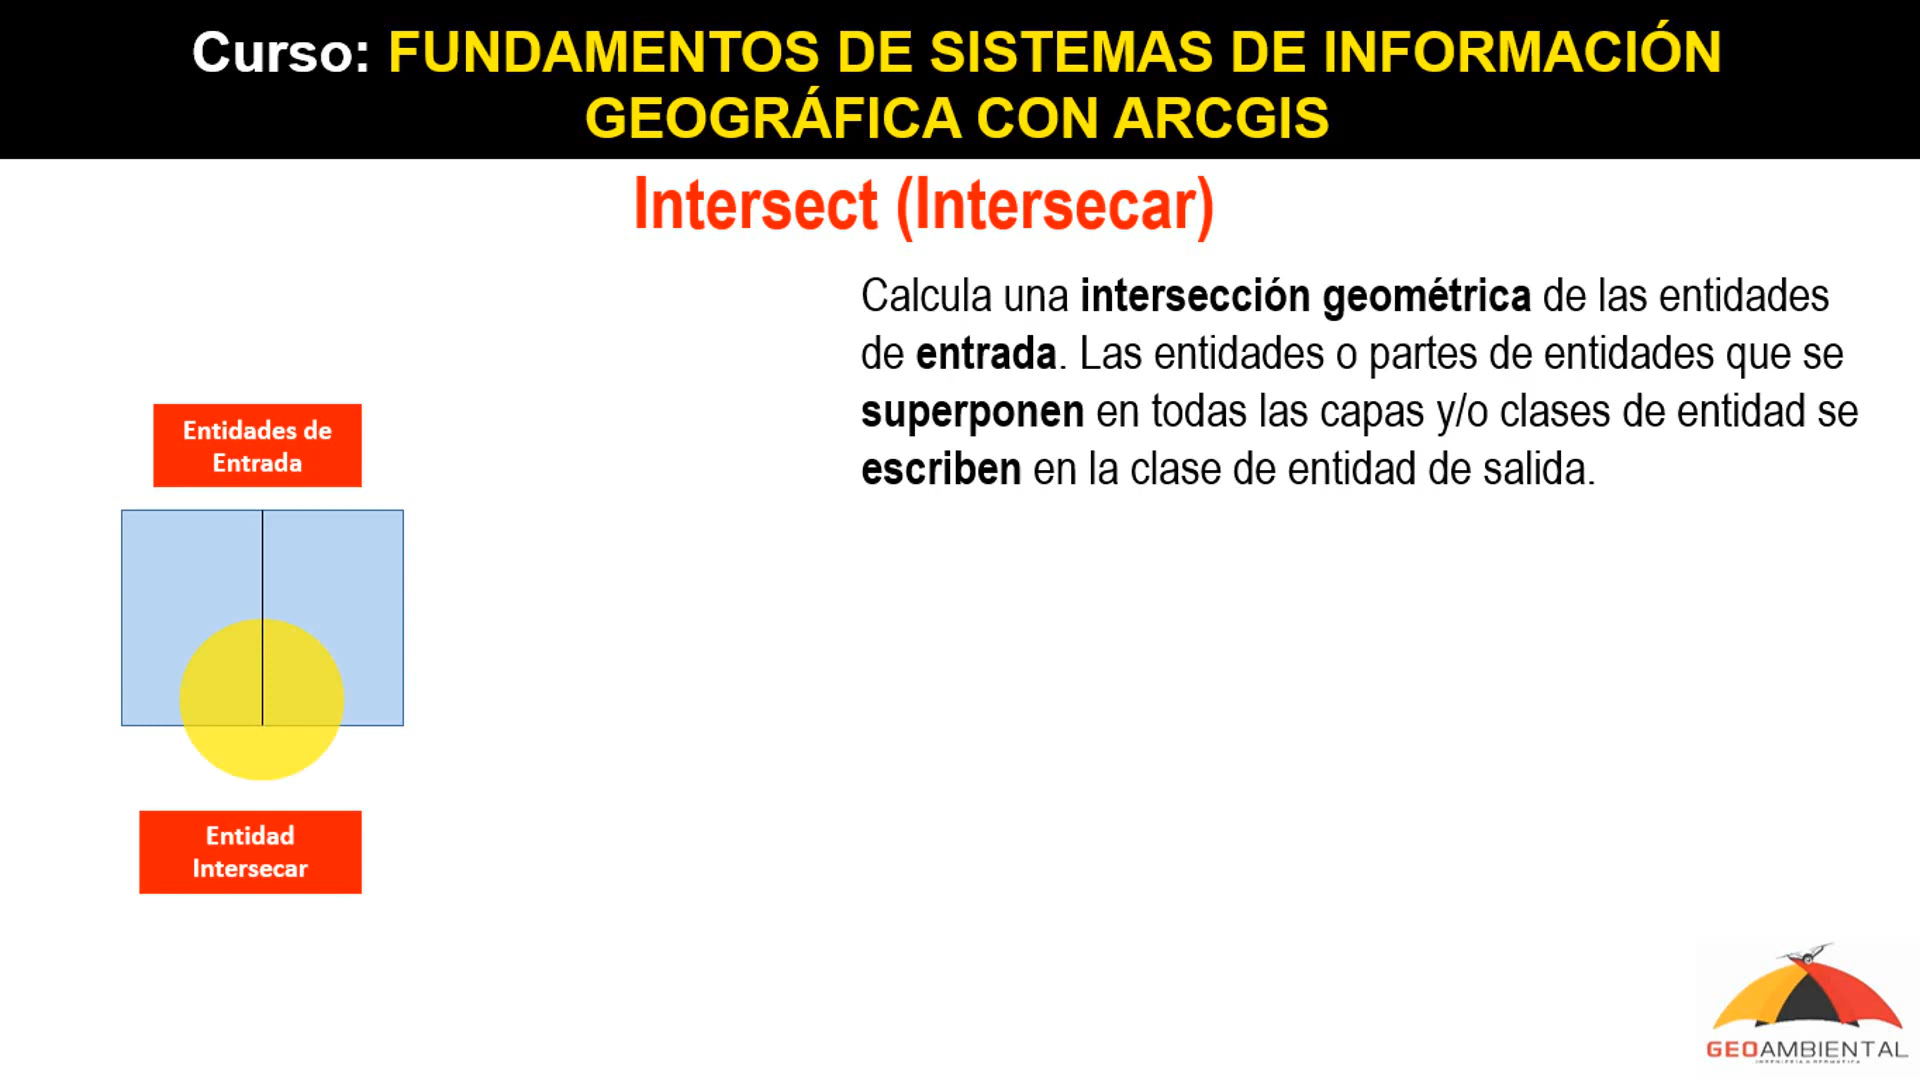 Curso: FUNDAMENTOS DE SISTEMAS DE INFORMACIÓN
GEOGRÁFICA CON ARCGIS
Intersect (Intersecar)
Calcula una intersección geométrica de las entidades
de entrada. Las entidades o partes de entidades que se
superponen en todas las capas y/o clases de entidad se
escriben en la clase de entidad de salida.
Entidades de
Entrada
Entidad
Intersecar
GEOAMBIENTAL